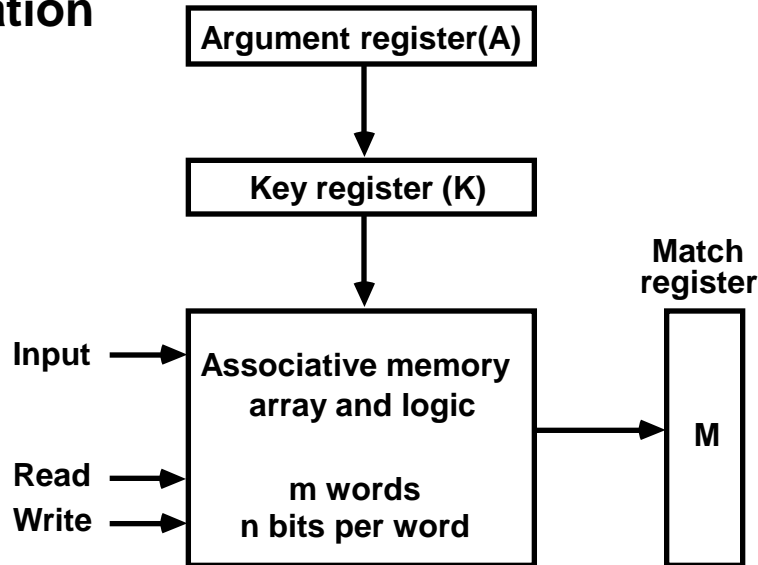 ation
Argument register(A)
Key register (K)
Match
register
Input
Associative memory
array and logic
M
Read
m words
Write
n bits per word